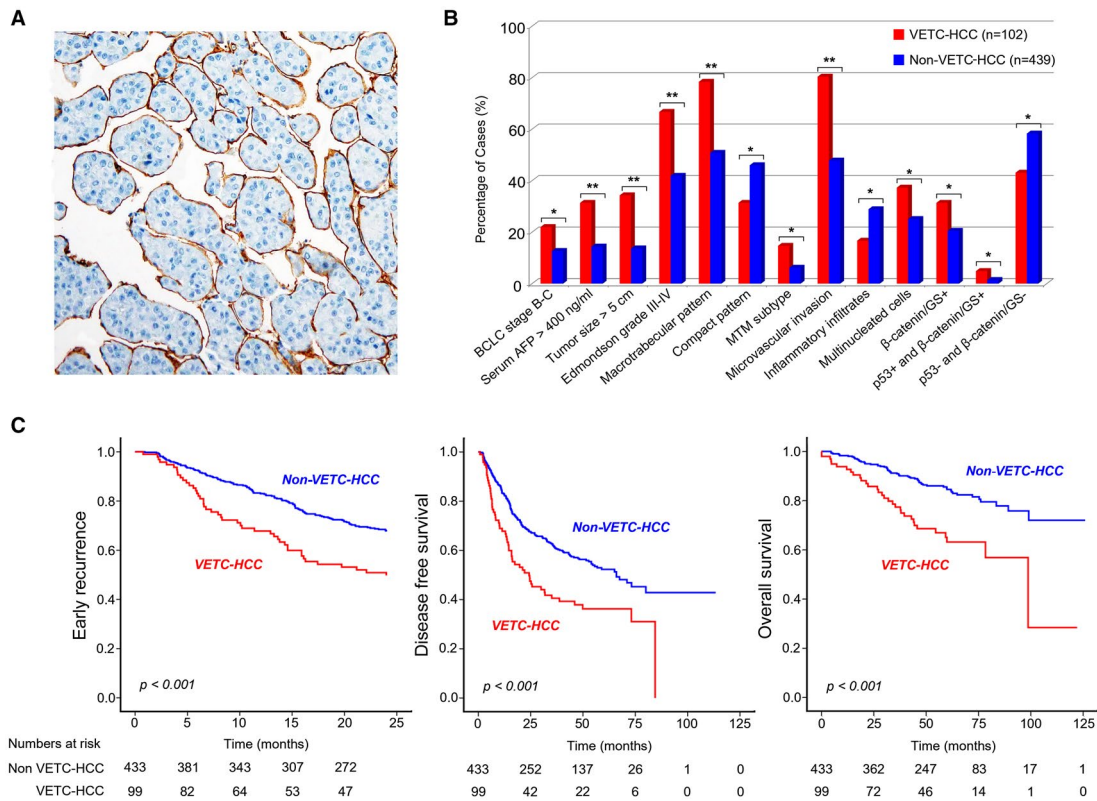 A
B
100
80
60
40
20
0
Percentage of Cases (%)
VETC-HCC (n=102)
Non-VETC-HCC (n=439)
*
**
**
**
**
*
*
**
*
*
*
*
*
BCLC stage B-C
Serum AFP > 400 ng/ml
Tumor size > 5 cm
Edmondson grade III-IV
Macrotrabecular pattern
Compact pattern
MTM subtype
Microvascular invasion
Inflammatory infiltrates
Multinucleated cells
β-catenin/GS+
p53+ and β-catenin/GS+
p53- and β-catenin/GS-
C
Early recurrence
1.0
0.8
0.6
0.4
0.2
0.0
Non-VETC-HCC
VETC-HCC
p < 0.001
0 5 10 15 20 25
Time (months)
Disease free survival
1.0
0.8
0.6
0.4
0.2
0.0
Non-VETC-HCC
VETC-HCC
p < 0.001
0 25 50 75 100 125
Time (months)
Overall survival
1.0
0.8
0.6
0.4
0.2
0.0
Non-VETC-HCC
VETC-HCC
p < 0.001
0 25 50 75 100 125
Time (months)
Numbers at risk
Non VETC-HCC 433 381 343 307 272 433 252 137 26 1 0 433 362 247 83 17 1
VETC-HCC 99 82 64 53 47 99 42 22 6 0 0 99 72 46 14 1 0